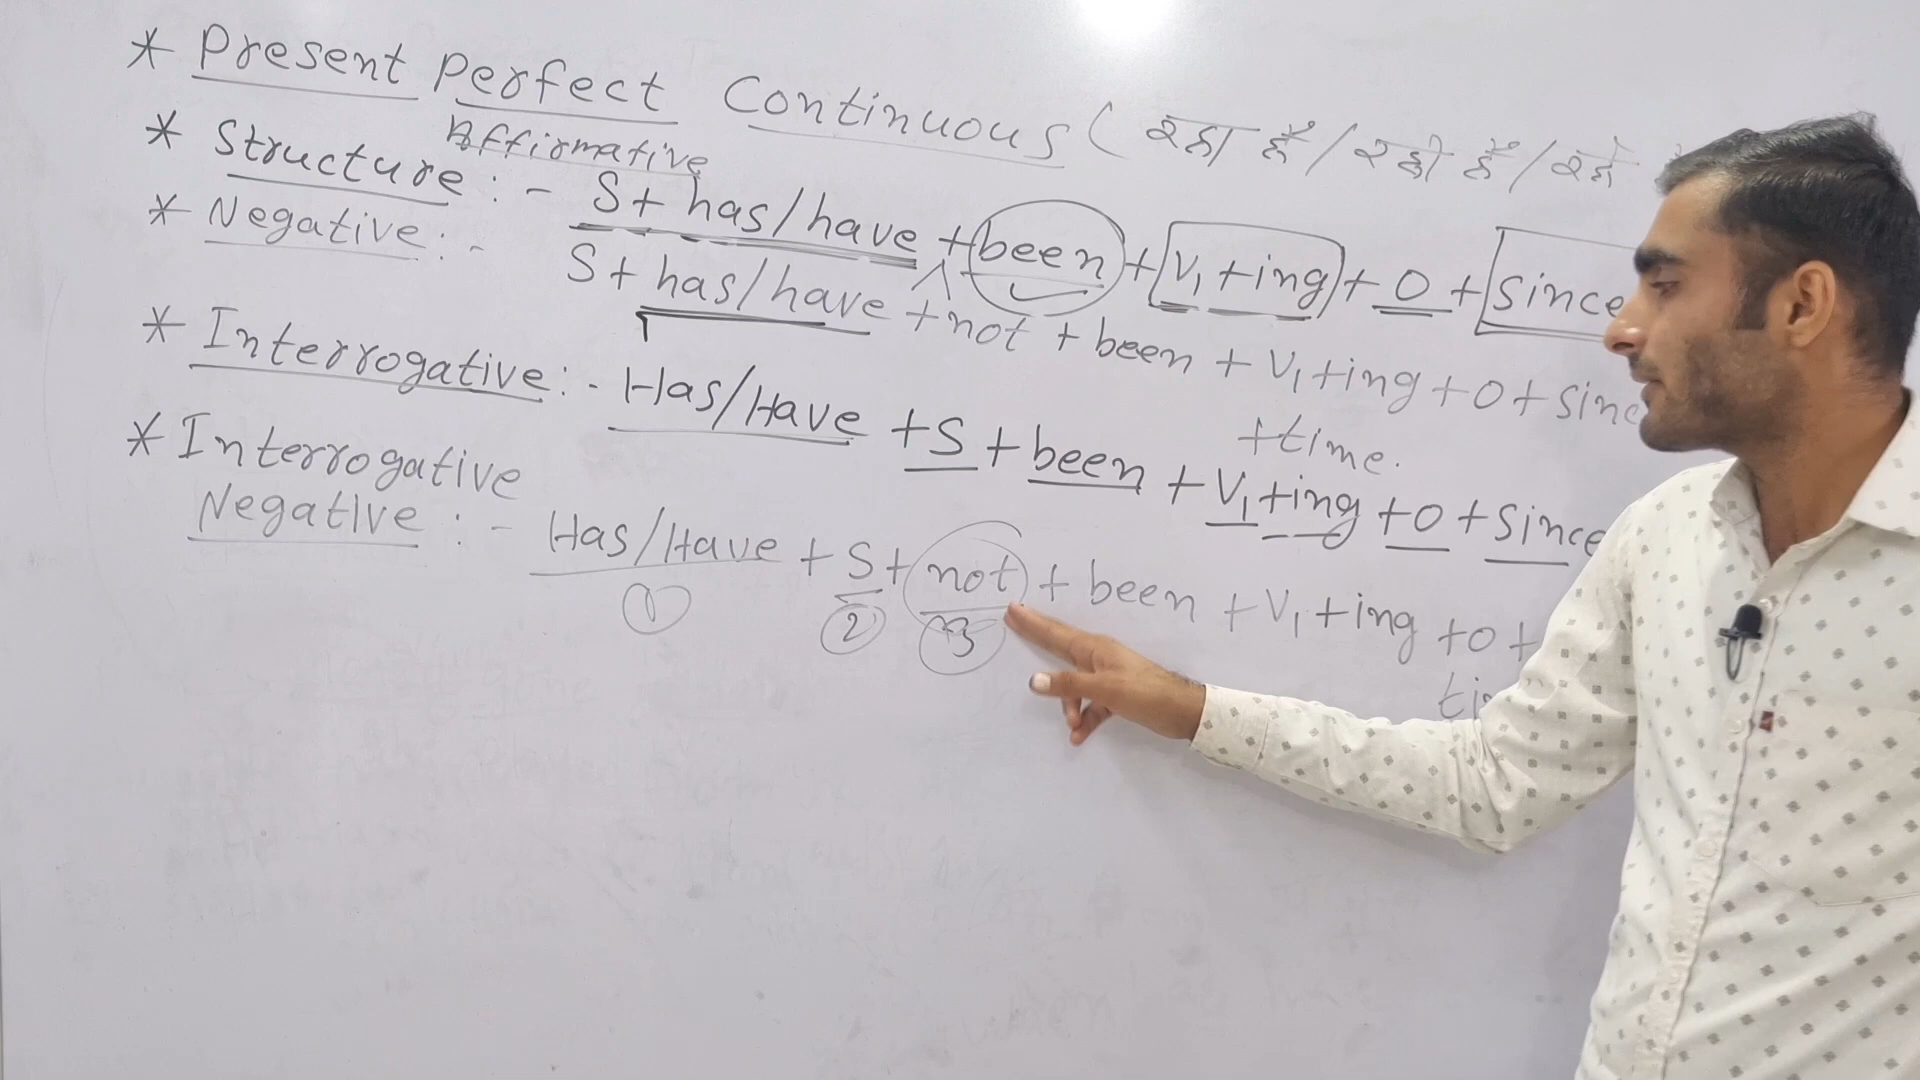 * Present Perfect Continuous ( रहा हैं / रही हैं / रहे
Affirmative
* Structure : - S + has/have + been + V₁ + ing + O + Since
* Negative : - S + has/have + not + been + V₁ + ing + O + Sinc
+ time.
* Interrogative : - Has/Have + S + been + V₁ + ing + O + Since
* Interrogative
Negative : - Has/Have + S + not + been + V₁ + ing + O +
1 2 3
ti